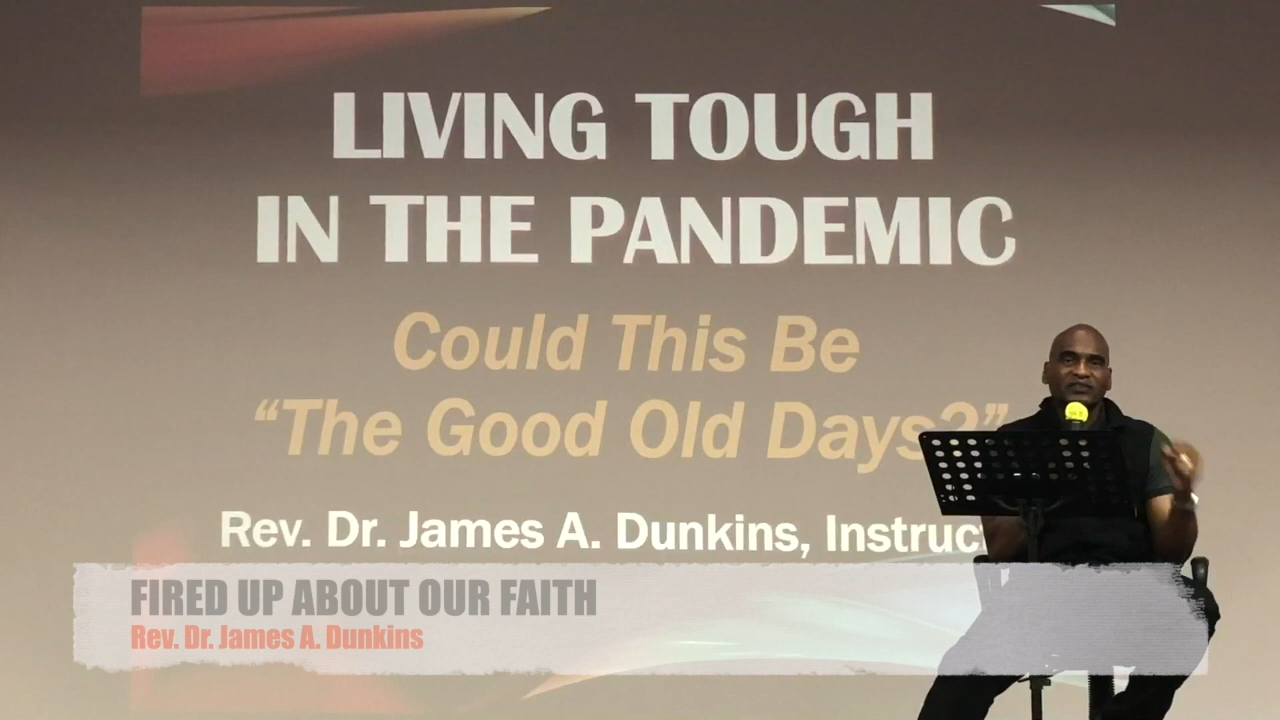 LIVING TOUGH
IN THE PANDEMIC
Could This Be
“The Good Old Days?”
Rev. Dr. James A. Dunkins, Instruc
FIRED UP ABOUT OUR FAITH
Rev. Dr. James A. Dunkins